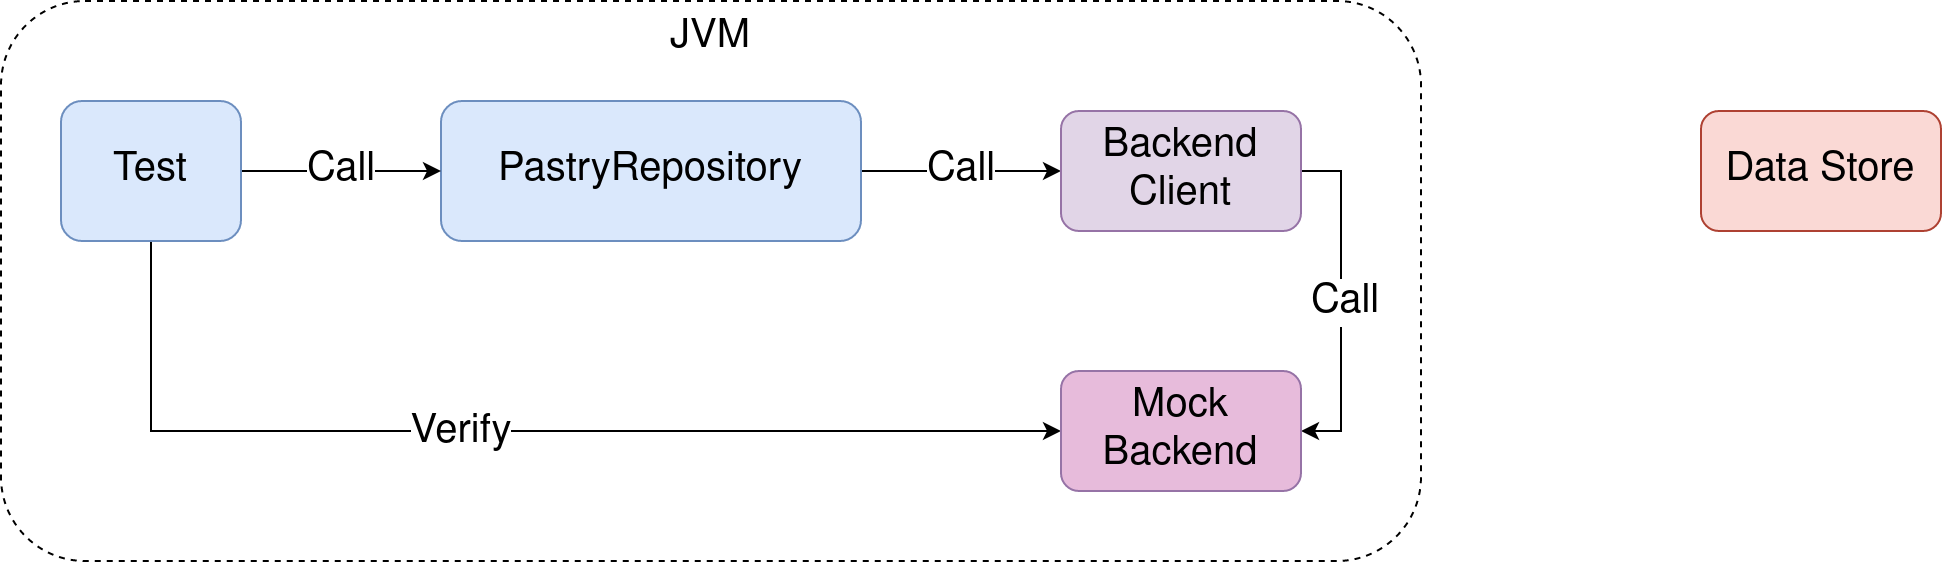 JVM
Test
Call
PastryRepository
Call
Backend
Client
Data Store
Call
Verify
Mock
Backend